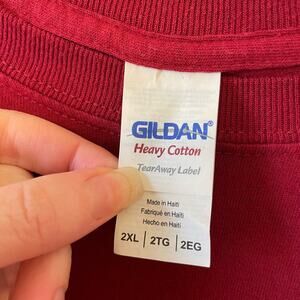 GILDAN®
Heavy Cotton
TearAway Label
Made in Haiti
Fabriqué en Haïti
Hecho en Haití
2XL | 2TG | 2EG